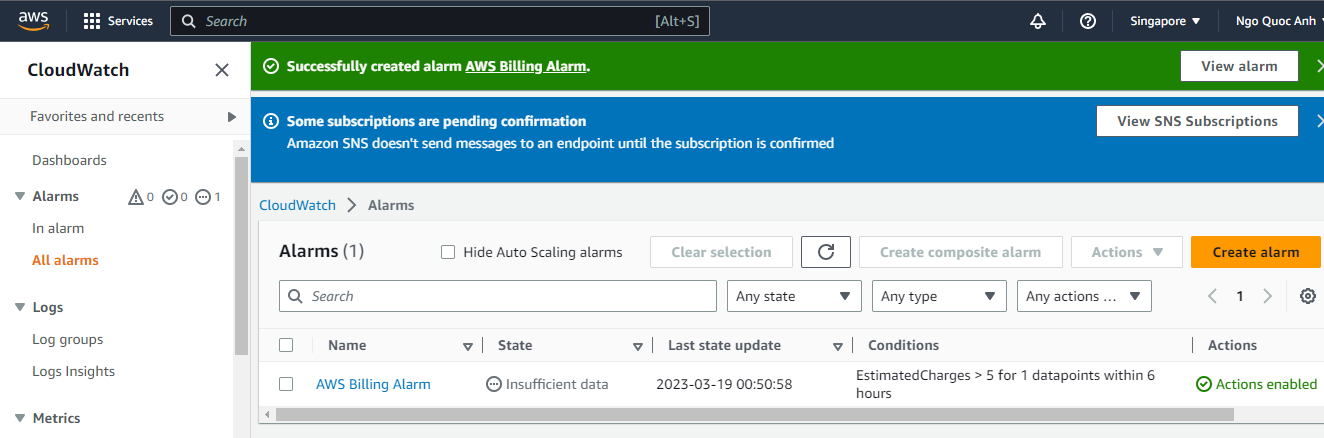 aws Services Search [Alt+S] Singapore Ngo Quoc Anh
CloudWatch
Favorites and recents
Dashboards
Alarms 0 0 1
In alarm
All alarms
Logs
Log groups
Logs Insights
Metrics
Successfully created alarm AWS Billing Alarm. View alarm
Some subscriptions are pending confirmation View SNS Subscriptions
Amazon SNS doesn't send messages to an endpoint until the subscription is confirmed
CloudWatch Alarms
Alarms (1) Hide Auto Scaling alarms Clear selection Create composite alarm Actions Create alarm
Search Any state Any type Any actions ... 1
Name State Last state update Conditions Actions
AWS Billing Alarm Insufficient data 2023-03-19 00:50:58 EstimatedCharges > 5 for 1 datapoints within 6 Actions enabled
hours